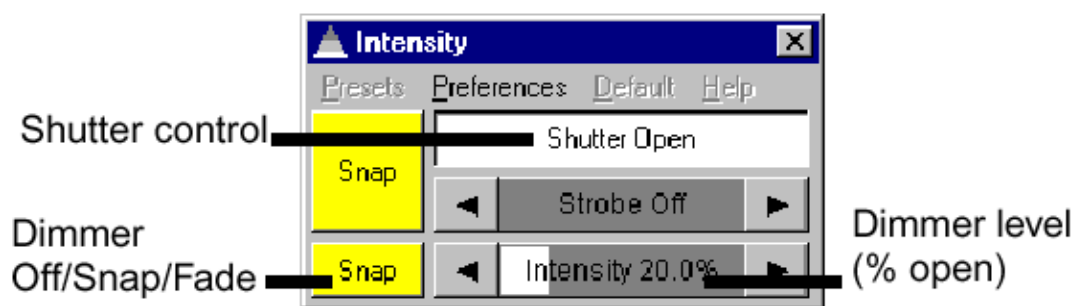 Intensity
Presets Preferences Default Help
Shutter control
Shutter Open
Snap
Strobe Off
Dimmer
Off/Snap/Fade
Snap
Intensity 20.0%
Dimmer level
(% open)